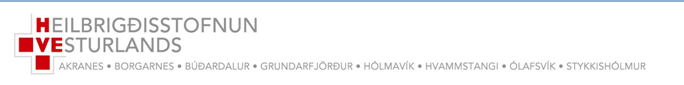 HEILBRIGÐISSTOFNUN
VESTURLANDS
AKRANES • BORGARNES • BÚÐARDALUR • GRUNDARFJÖRÐUR • HÓLMAVÍK • HVAMMSTANGI • ÓLAFSVÍK • STYKKISHÓLMUR